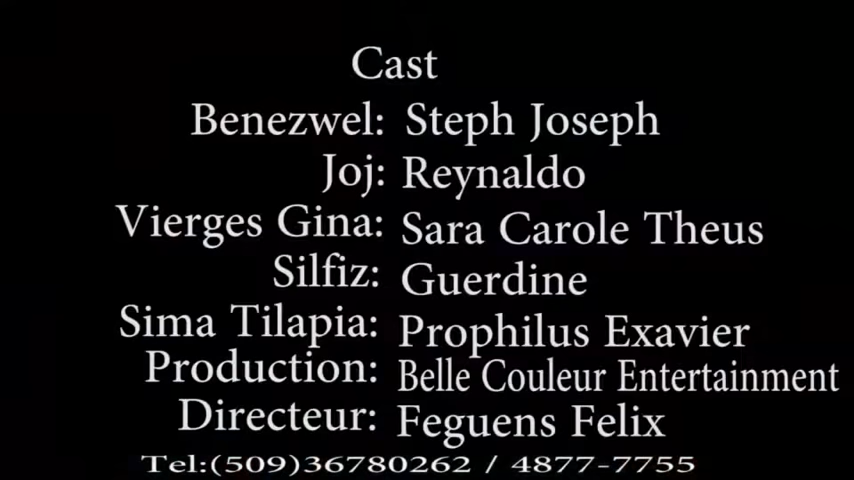 Cast
Benezwel: Steph Joseph
Joj: Reynaldo
Vierges Gina: Sara Carole Theus
Silfiz: Guerdine
Sima Tilapia: Prophilus Exavier
Production: Belle Couleur Entertainment
Directeur: Feguens Felix
Tel:(509)36780262 / 4877-7755